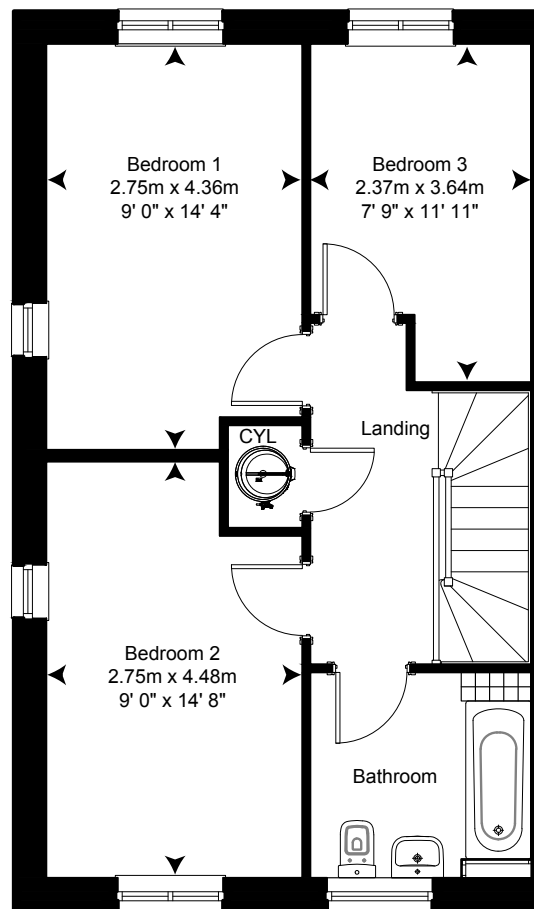 Bedroom 1
2.75m x 4.36m
9' 0" x 14' 4"
Bedroom 3
2.37m x 3.64m
7' 9" x 11' 11"
CYL
Landing
Bedroom 2
2.75m x 4.48m
9' 0" x 14' 8"
Bathroom